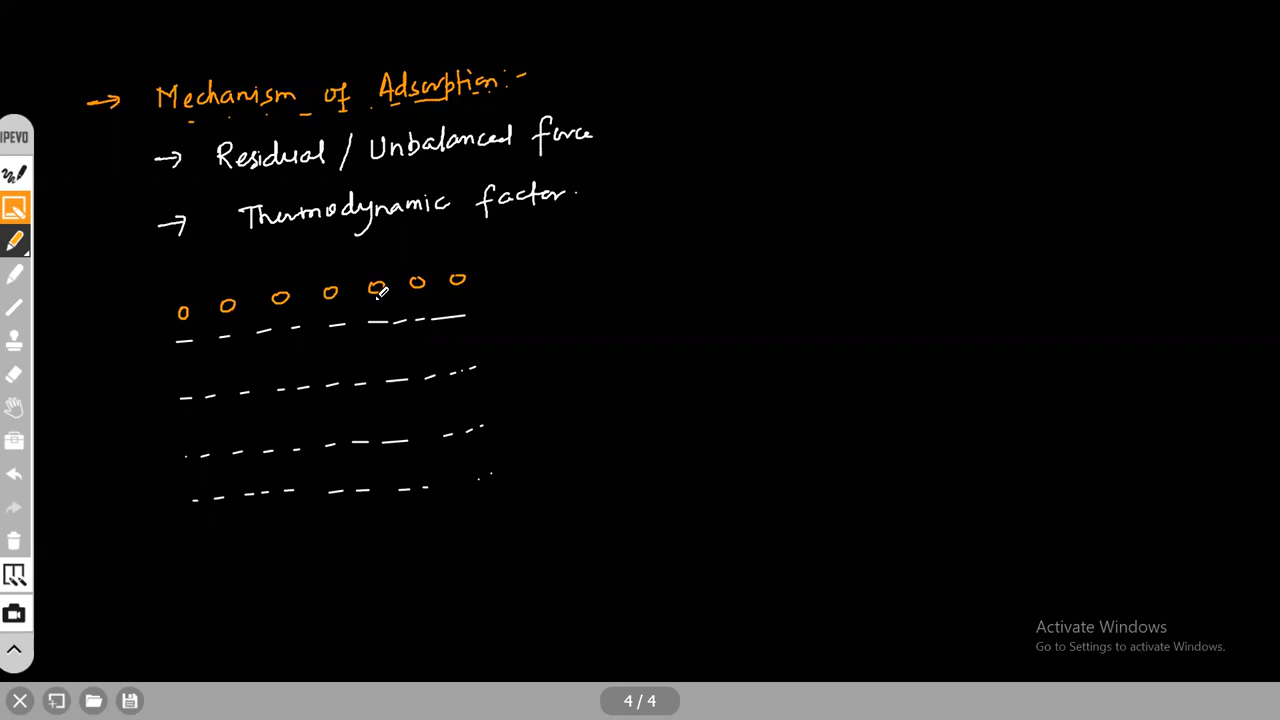 → Mechanism of Adsorption:-
→ Residual / Unbalanced force
→ Thermodynamic factor.
IPEVO
Activate Windows
Go to Settings to activate Windows.
4 / 4